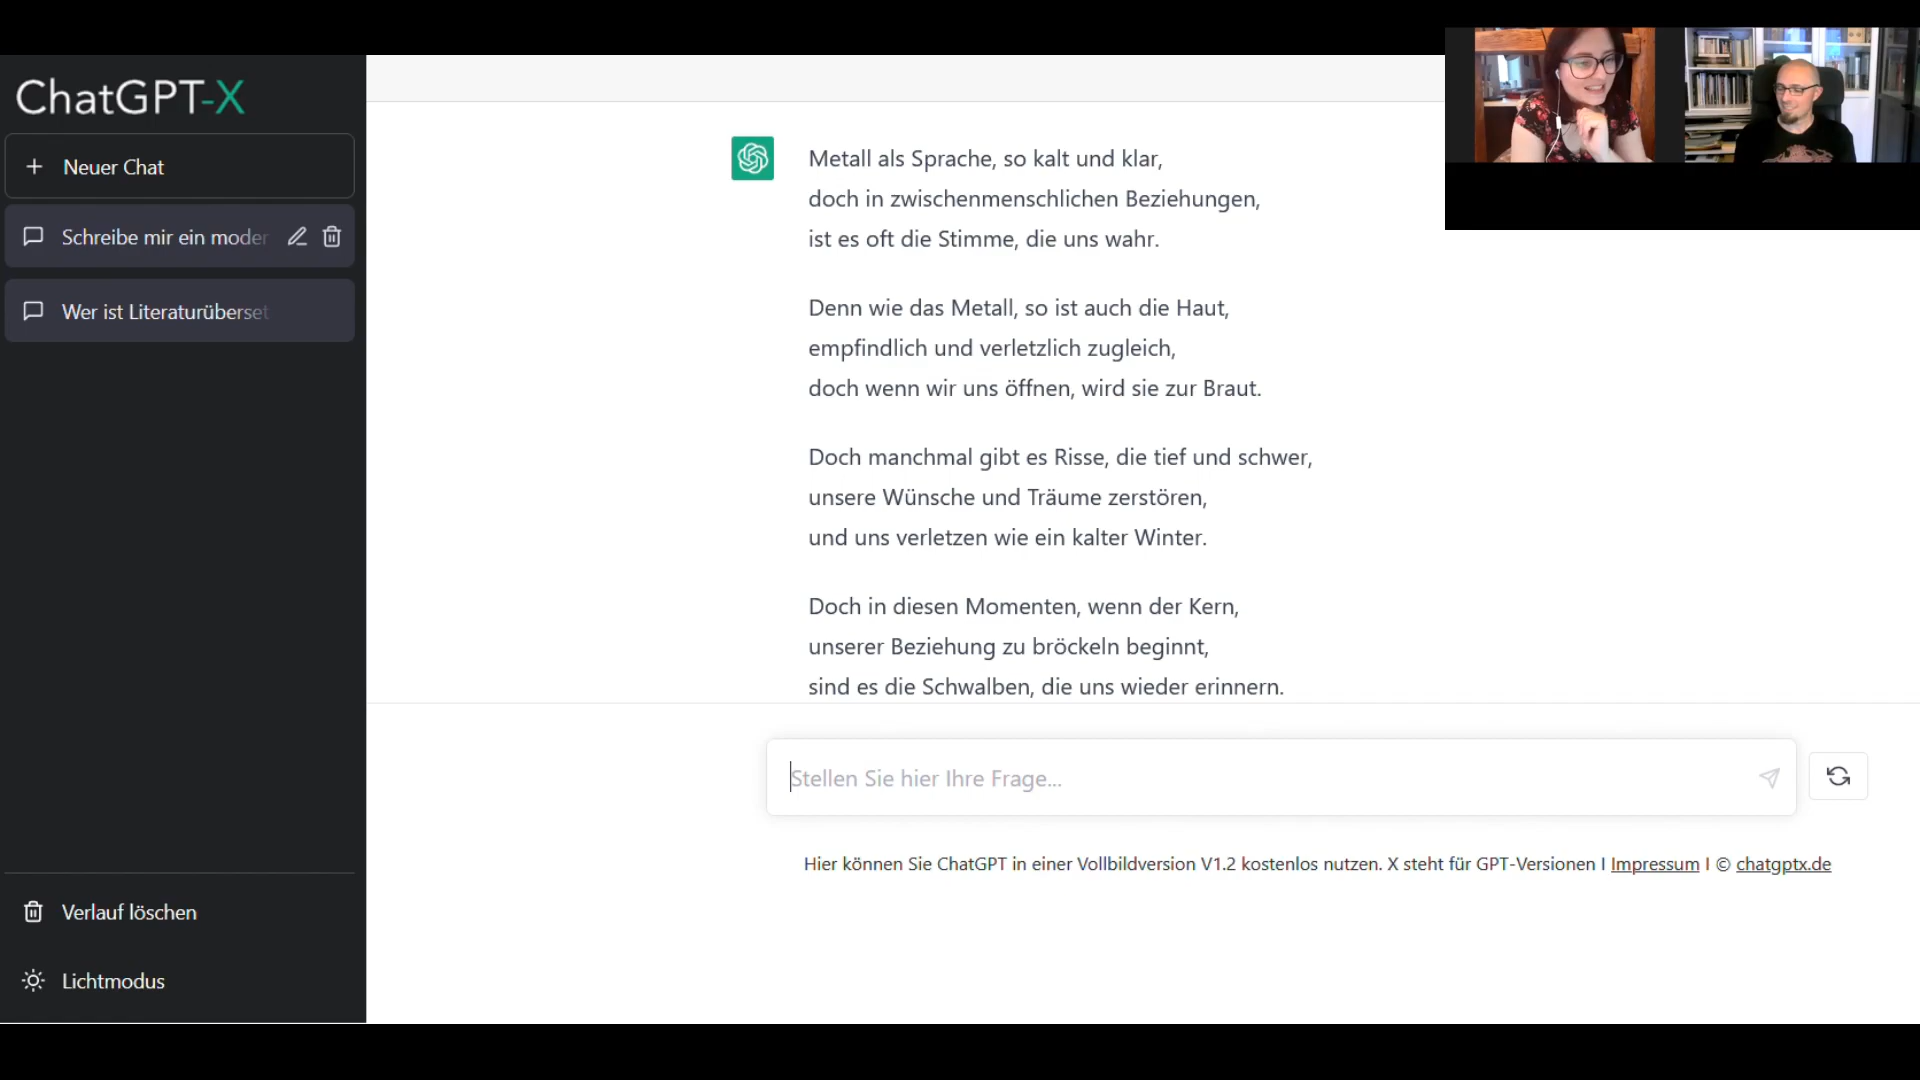 ChatGPT-X
Neuer Chat
Schreibe mir ein moder
Wer ist Literaturüberset
Verlauf löschen
Lichtmodus
Metall als Sprache, so kalt und klar,
doch in zwischenmenschlichen Beziehungen,
ist es oft die Stimme, die uns wahr.
Denn wie das Metall, so ist auch die Haut,
empfindlich und verletzlich zugleich,
doch wenn wir uns öffnen, wird sie zur Braut.
Doch manchmal gibt es Risse, die tief und schwer,
unsere Wünsche und Träume zerstören,
und uns verletzen wie ein kalter Winter.
Doch in diesen Momenten, wenn der Kern,
unserer Beziehung zu bröckeln beginnt,
sind es die Schwalben, die uns wieder erinnern.
Stellen Sie hier Ihre Frage...
Hier können Sie ChatGPT in einer Vollbildversion V1.2 kostenlos nutzen. X steht für GPT-Versionen I Impressum I © chatgptx.de